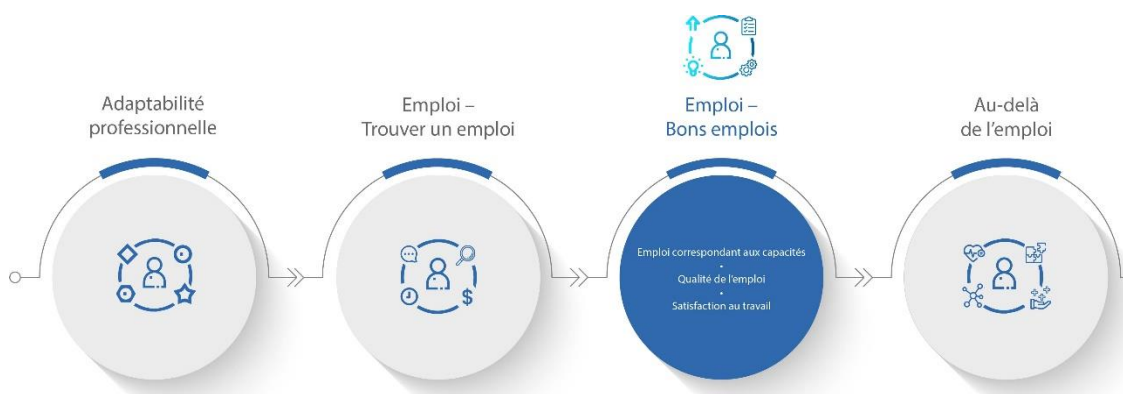 Adaptabilité
professionnelle
Emploi –
Trouver un emploi
Emploi –
Bons emplois
Au-delà
de l'emploi
$
Emploi correspondant aux capacités
•
Qualité de l'emploi
•
Satisfaction au travail